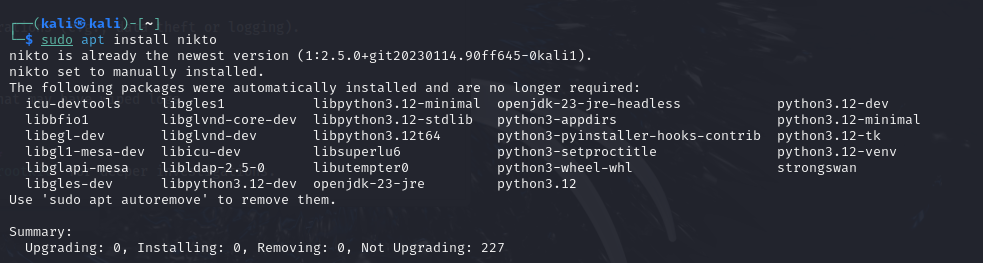 ┌──(kali㉿kali)-[~]
└─$ sudo apt install nikto
nikto is already the newest version (1:2.5.0+git20230114.90ff645-0kali1).
nikto set to manually installed.
The following packages were automatically installed and are no longer required:
icu-devtools libgles1 libpython3.12-minimal openjdk-23-jre-headless python3.12-dev
libbfio1 libglvnd-core-dev libpython3.12-stdlib python3-appdirs python3.12-minimal
libegl-dev libglvnd-dev libpython3.12t64 python3-pyinstaller-hooks-contrib python3.12-tk
libgl1-mesa-dev libicu-dev libsuperlu6 python3-setproctitle python3.12-venv
libglapi-mesa libldap-2.5-0 libutempter0 python3-wheel-whl strongswan
libgles-dev libpython3.12-dev openjdk-23-jre python3.12
Use 'sudo apt autoremove' to remove them.
Summary:
Upgrading: 0, Installing: 0, Removing: 0, Not Upgrading: 227